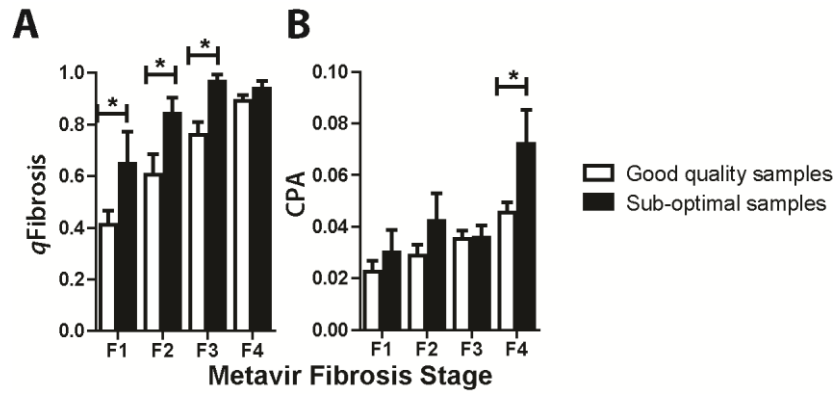 A
B
*
*
*
*
1.0
0.8
0.6
0.4
0.2
0.0
qFibrosis
F1
F2
F3
F4
0.10
0.08
0.06
0.04
0.02
0.00
CPA
F1
F2
F3
F4
Metavir Fibrosis Stage
Good quality samples
Sub-optimal samples